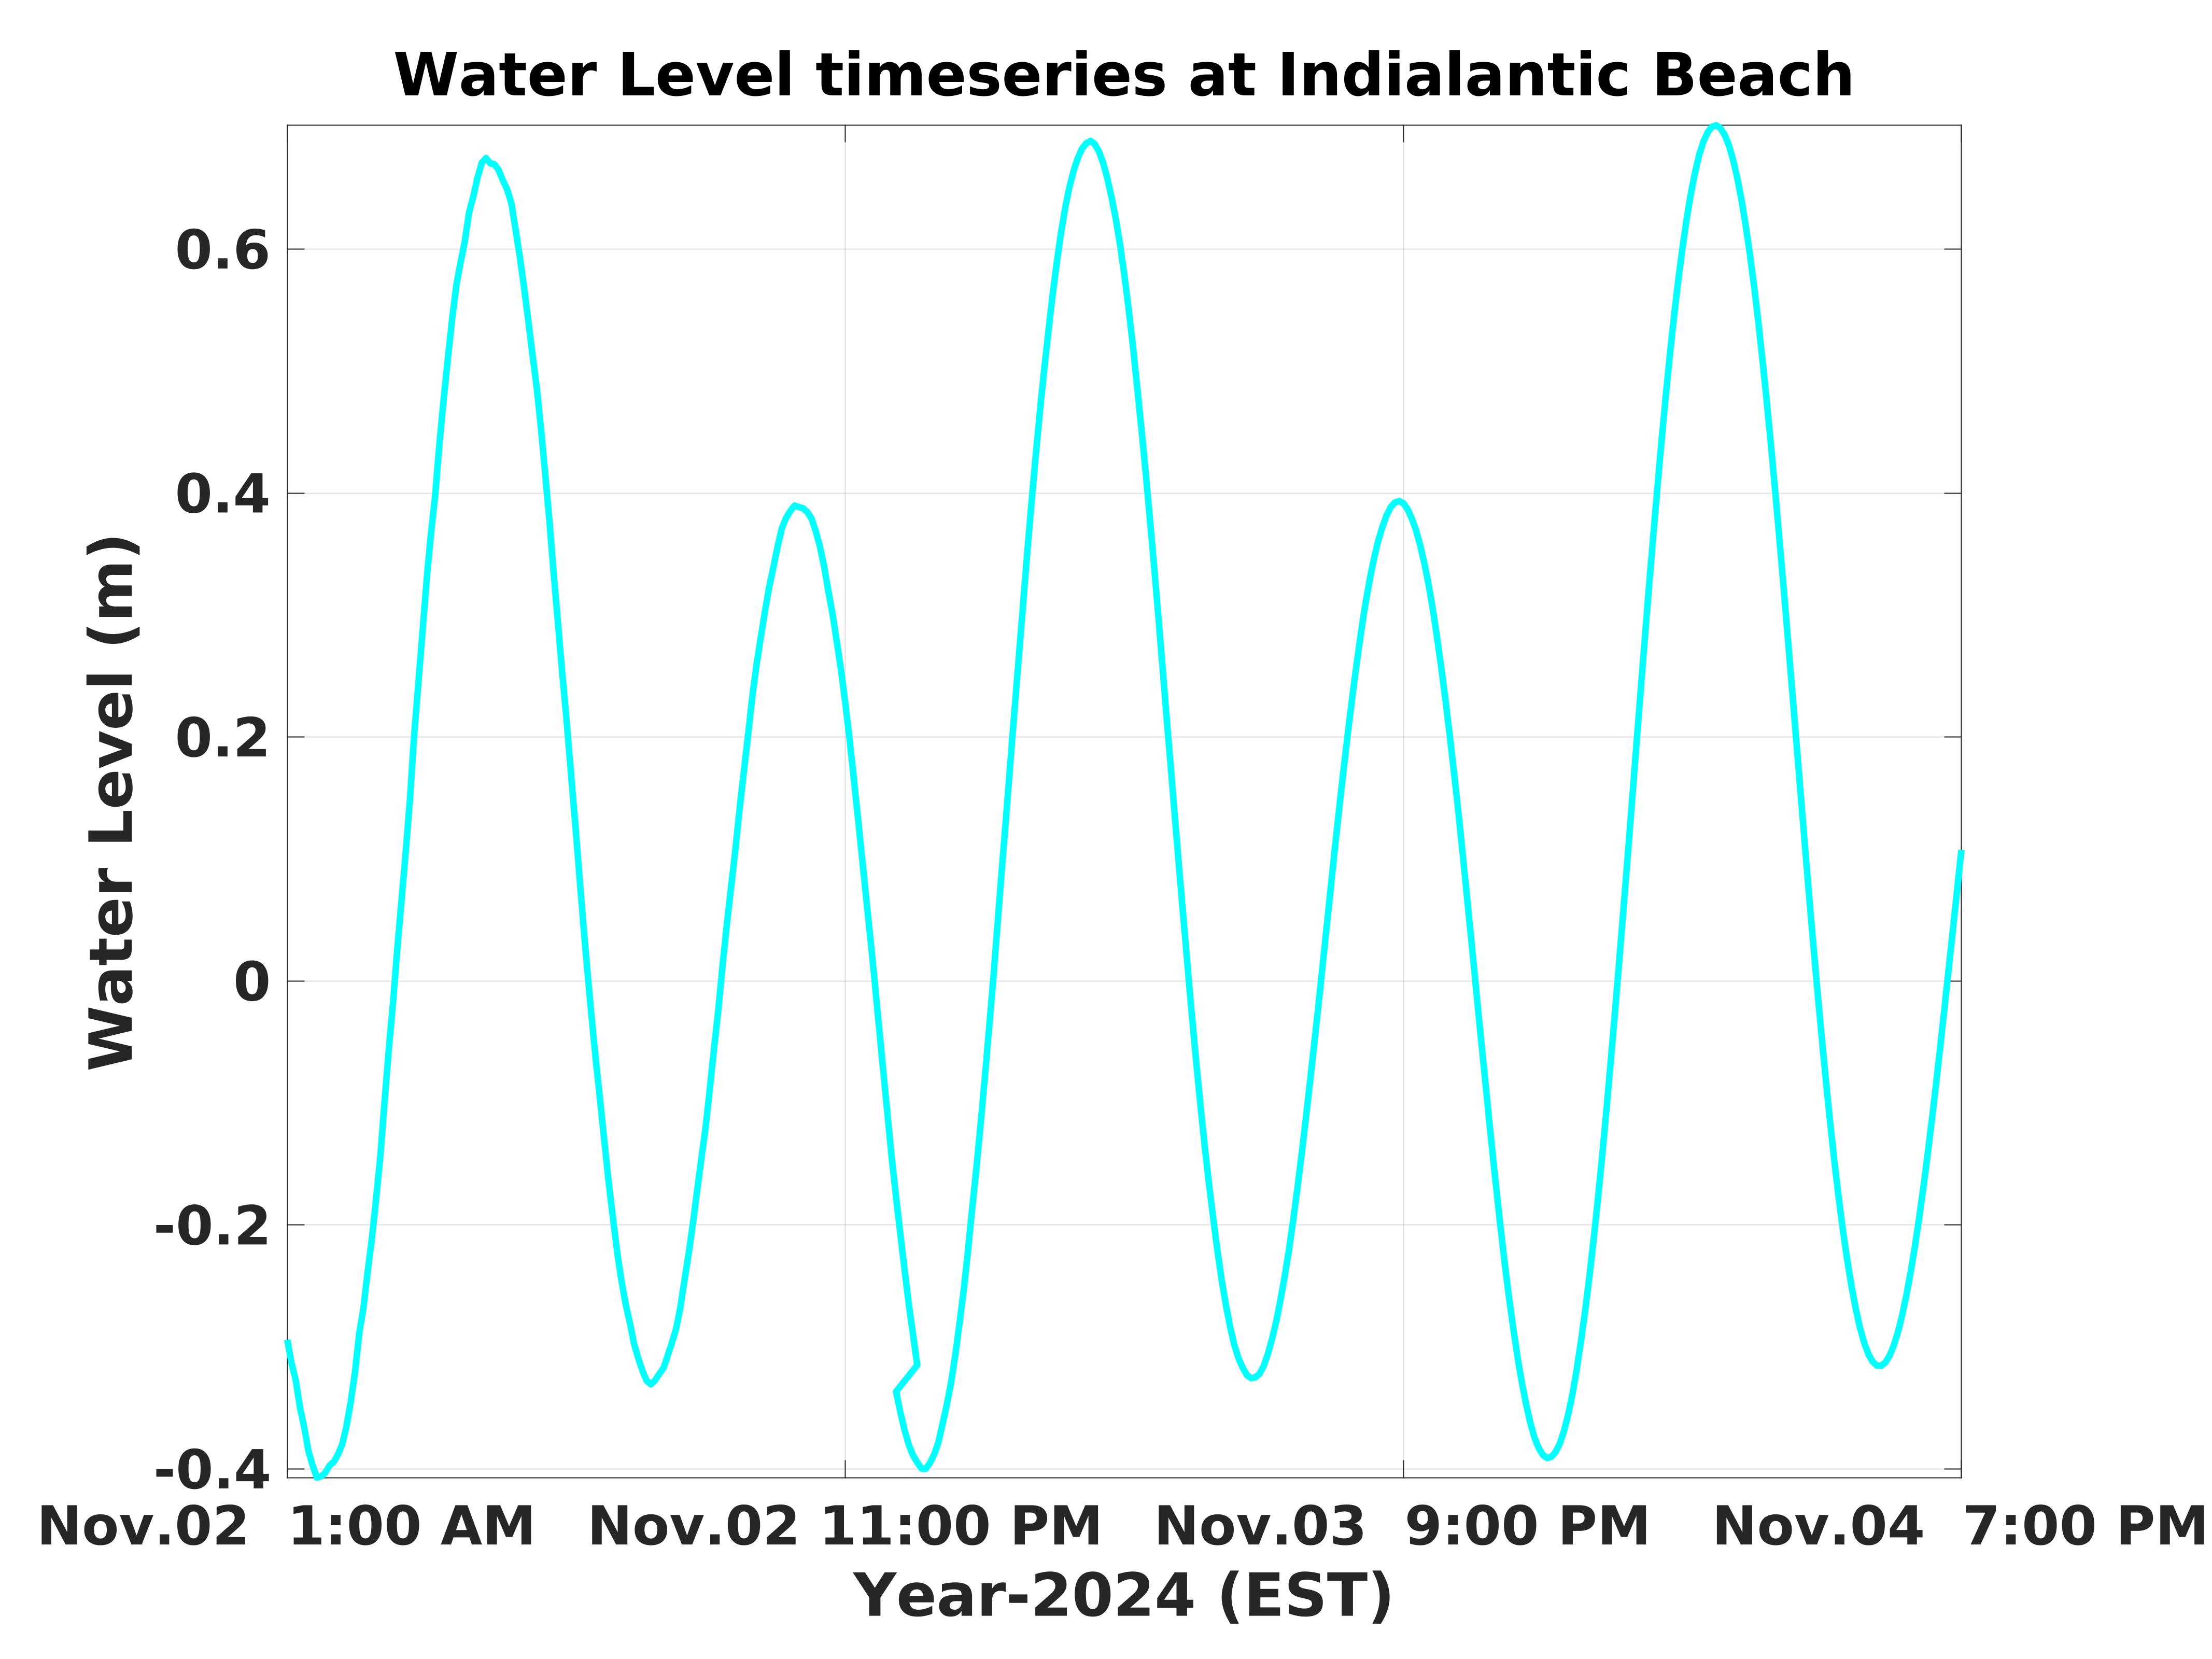 Water Level timeseries at Indialantic Beach
Water Level (m)
0.6
0.4
0.2
0
-0.2
-0.4
Nov.02 1:00 AM Nov.02 11:00 PM Nov.03 9:00 PM Nov.04 7:00 PM
Year-2024 (EST)